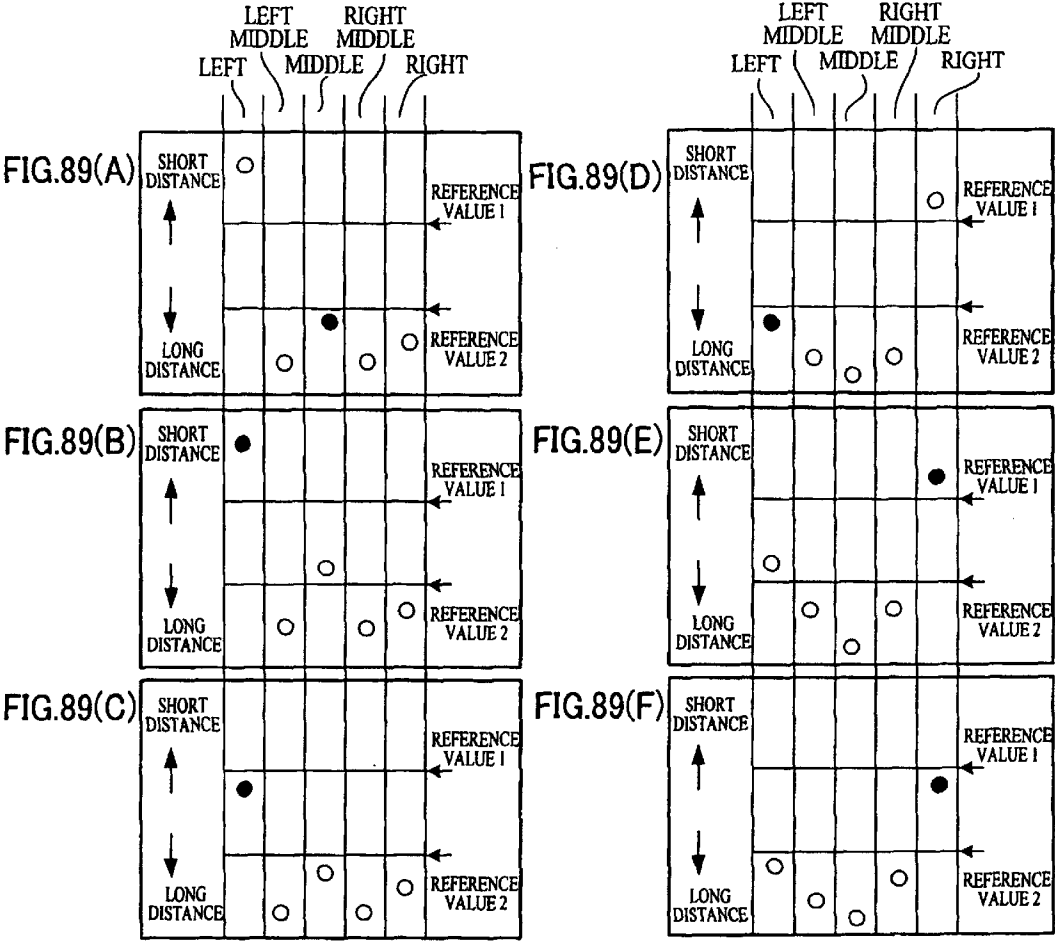 LEFT
MIDDLE
RIGHT
MIDDLE
LEFT
MIDDLE
RIGHT
LEFT
MIDDLE
RIGHT
MIDDLE
LEFT
MIDDLE
RIGHT
FIG.89(A)
SHORT
DISTANCE
LONG
DISTANCE
REFERENCE
VALUE 1
REFERENCE
VALUE 2
FIG.89(D)
SHORT
DISTANCE
LONG
DISTANCE
REFERENCE
VALUE 1
REFERENCE
VALUE 2
FIG.89(B)
SHORT
DISTANCE
LONG
DISTANCE
REFERENCE
VALUE 1
REFERENCE
VALUE 2
FIG.89(E)
SHORT
DISTANCE
LONG
DISTANCE
REFERENCE
VALUE 1
REFERENCE
VALUE 2
FIG.89(C)
SHORT
DISTANCE
LONG
DISTANCE
REFERENCE
VALUE 1
REFERENCE
VALUE 2
FIG.89(F)
SHORT
DISTANCE
LONG
DISTANCE
REFERENCE
VALUE 1
REFERENCE
VALUE 2